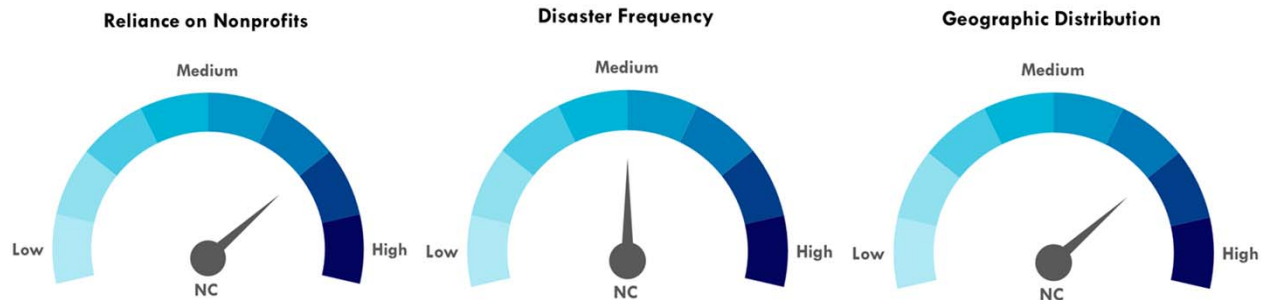 Reliance on Nonprofits
Medium
Low
High
NC
Disaster Frequency
Medium
Low
High
NC
Geographic Distribution
Medium
Low
High
NC